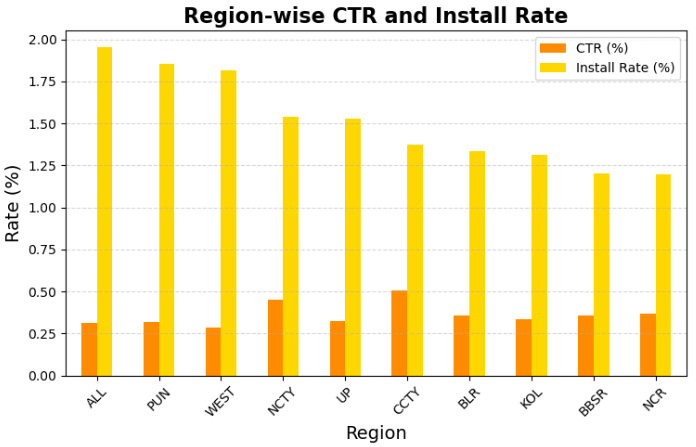 Region-wise CTR and Install Rate
CTR (%)
Install Rate (%)
Rate (%)
2.00
1.75
1.50
1.25
1.00
0.75
0.50
0.25
0.00
ALL
PUN
WEST
NCTY
UP
CCTY
BLR
KOL
BBSR
NCR
Region